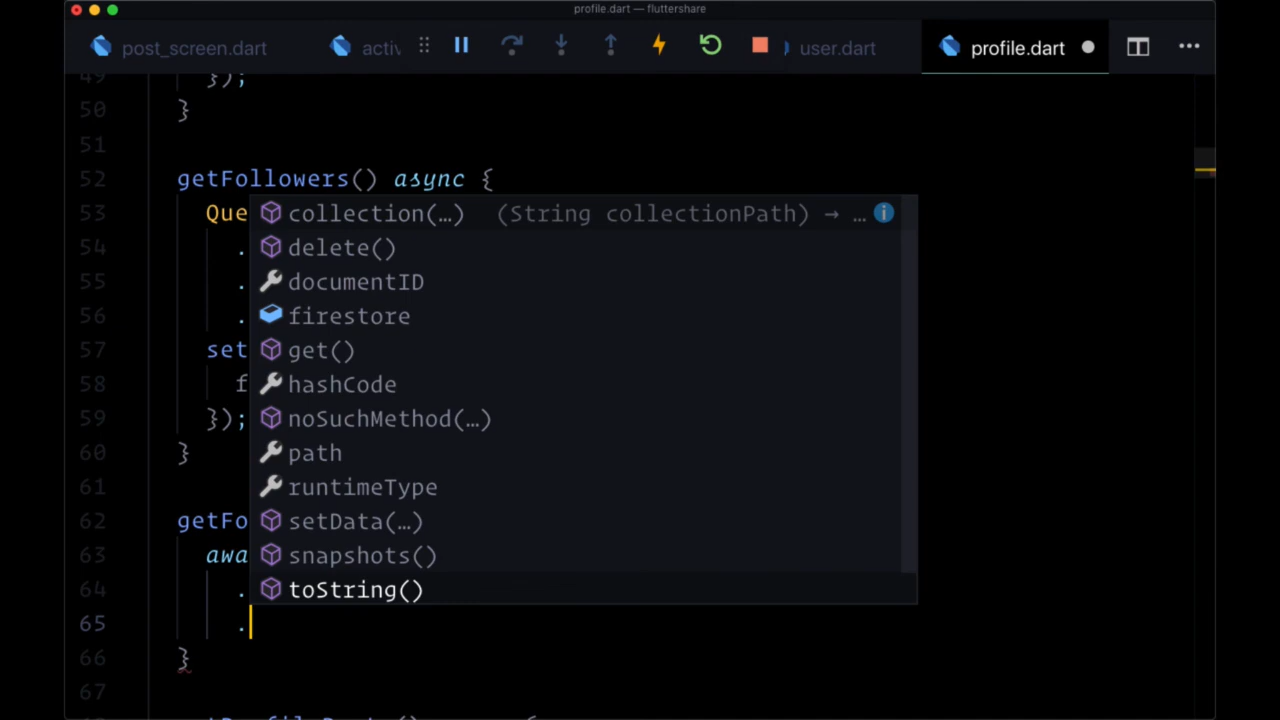 profile.dart — fluttershare
post_screen.dart activ user.dart profile.dart
49 });
50 }
51
52 getFollowers() async {
53 Que collection(…) (String collectionPath) → …
54 . delete()
55 . documentID
56 . firestore
57 set get()
58 f hashCode
59 }); noSuchMethod(…)
60 } path
61 runtimeType
62 getFo setData(…)
63 awa snapshots()
64 . toString()
65 .
66 }
67